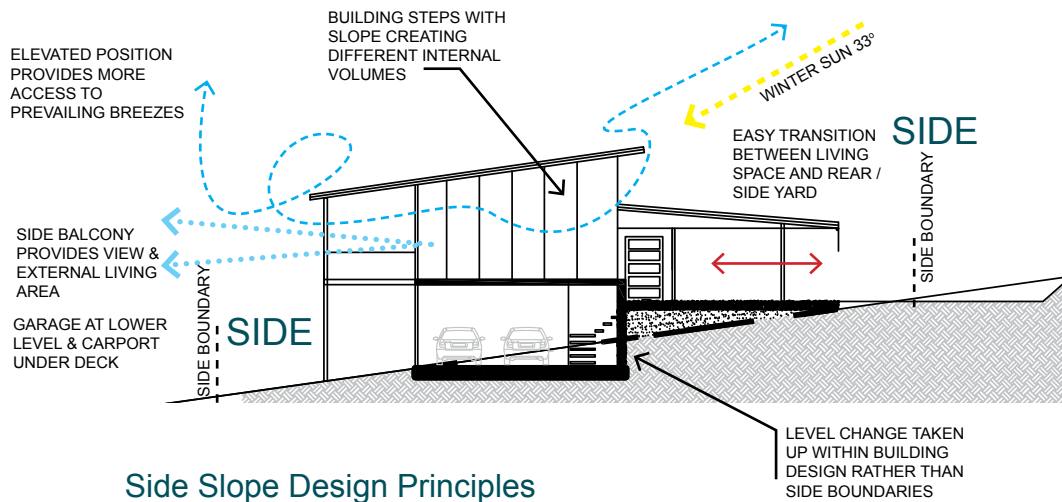 BUILDING STEPS WITH
SLOPE CREATING
DIFFERENT INTERNAL
VOLUMES
ELEVATED POSITION
PROVIDES MORE
ACCESS TO
PREVAILING BREEZES
WINTER SUN 33º
EASY TRANSITION
BETWEEN LIVING
SPACE AND REAR /
SIDE YARD
SIDE
SIDE BOUNDARY
SIDE BALCONY
PROVIDES VIEW &
EXTERNAL LIVING
AREA
GARAGE AT LOWER
LEVEL & CARPORT
UNDER DECK
SIDE BOUNDARY
SIDE
LEVEL CHANGE TAKEN
UP WITHIN BUILDING
DESIGN RATHER THAN
SIDE BOUNDARIES
Side Slope Design Principles